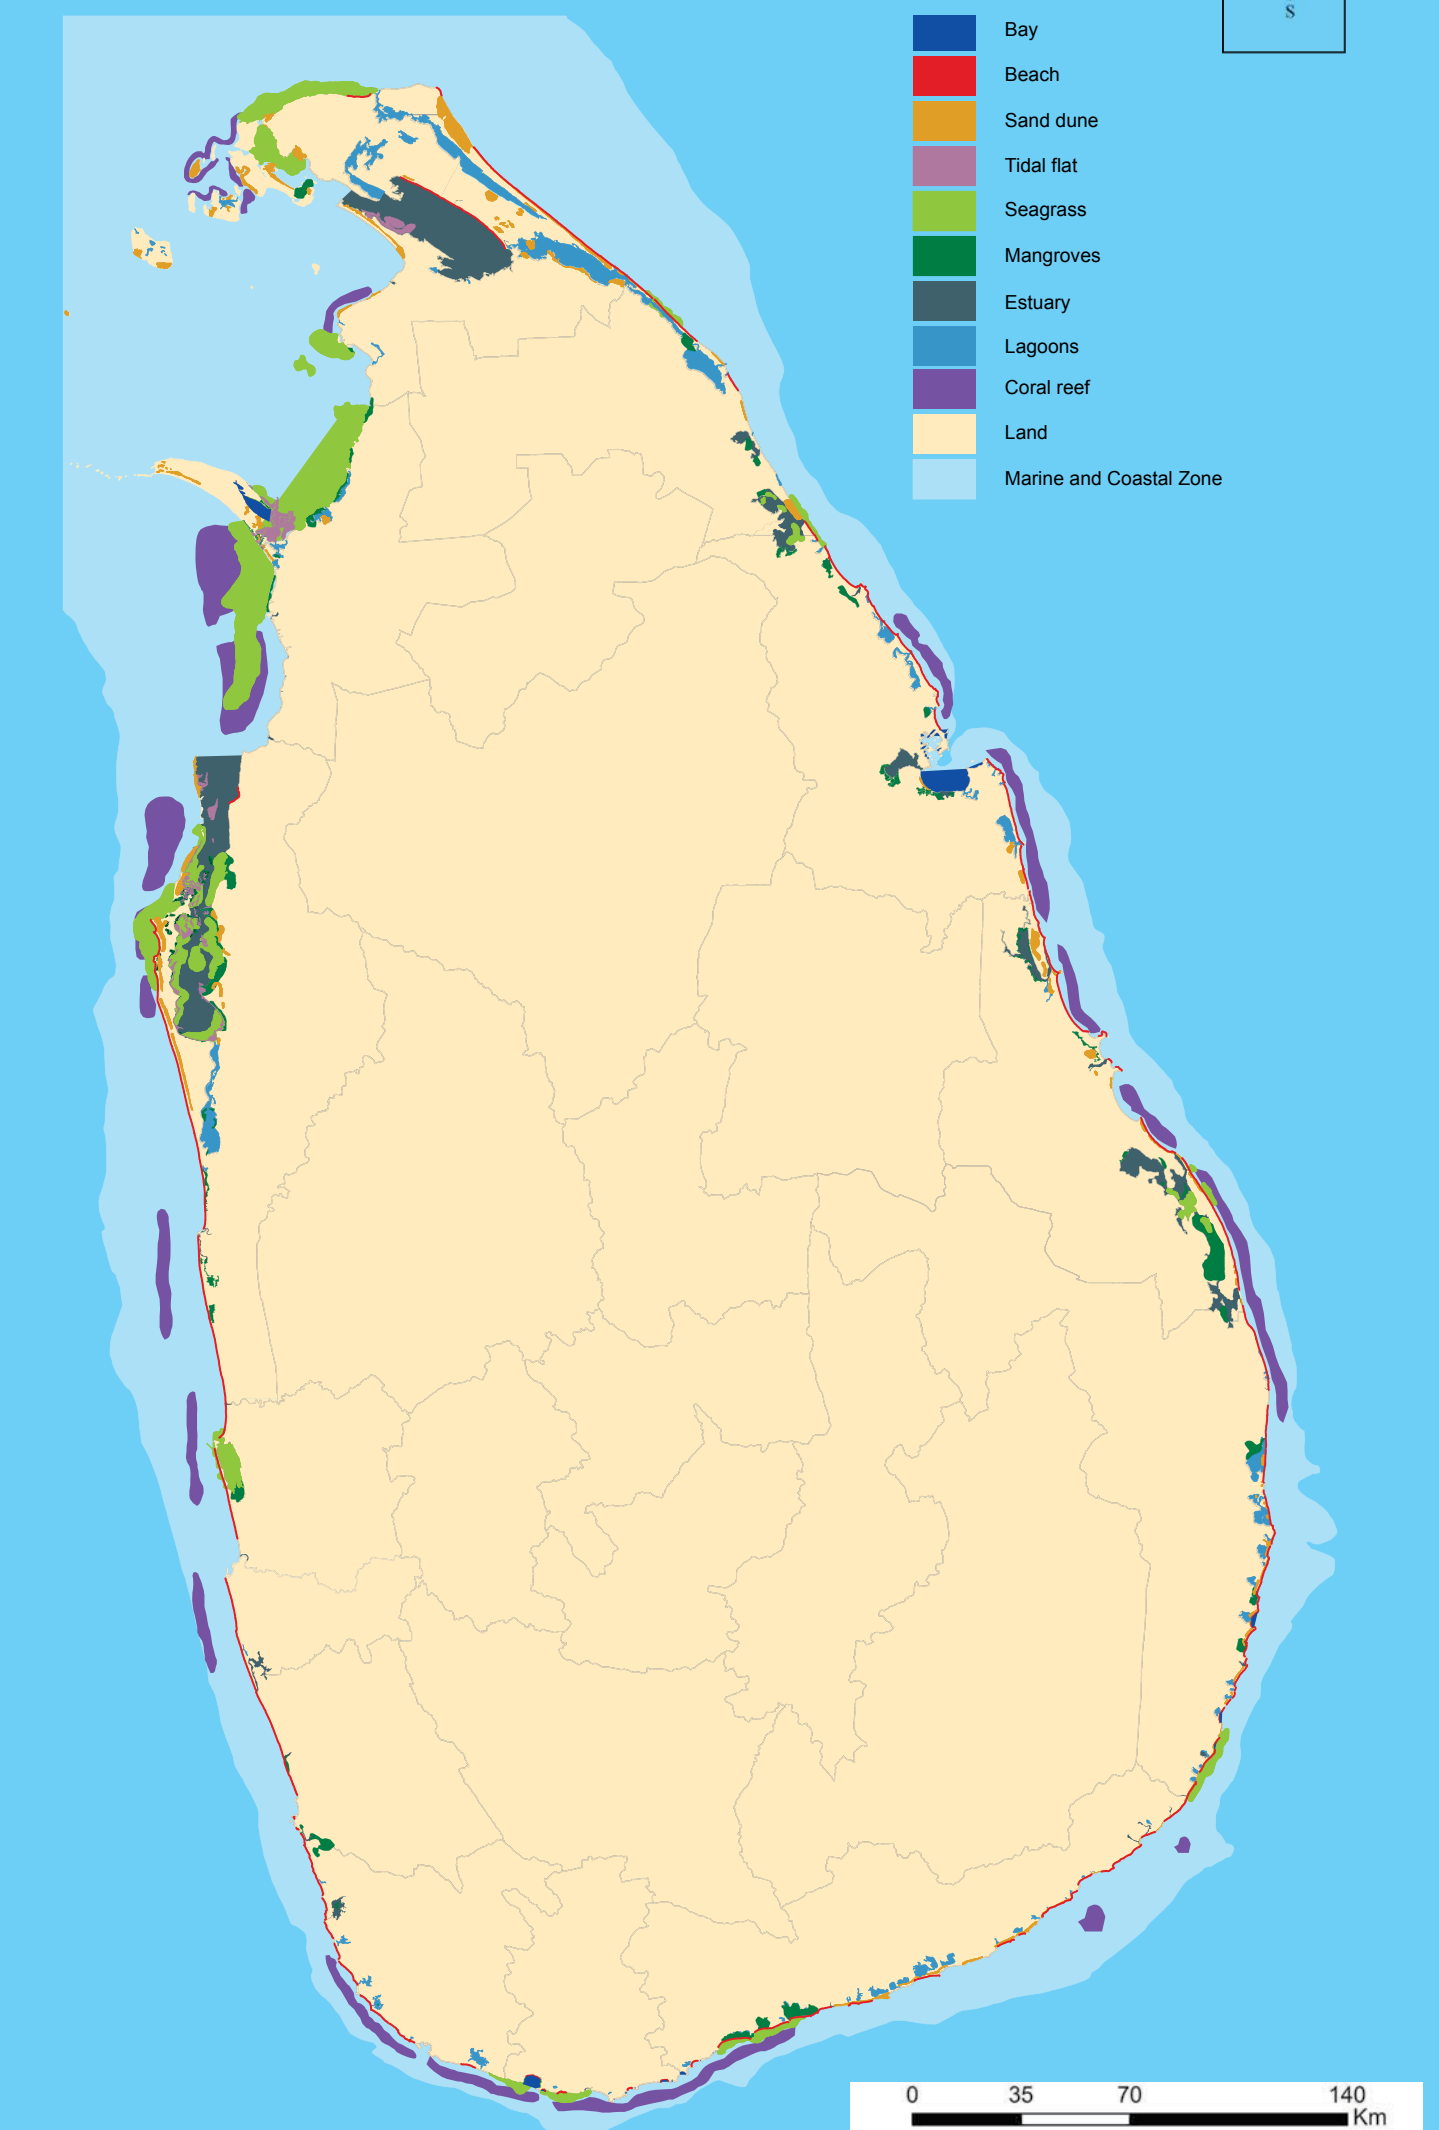 S
Bay
Beach
Sand dune
Tidal flat
Seagrass
Mangroves
Estuary
Lagoons
Coral reef
Land
Marine and Coastal Zone
0 35 70 140
Km